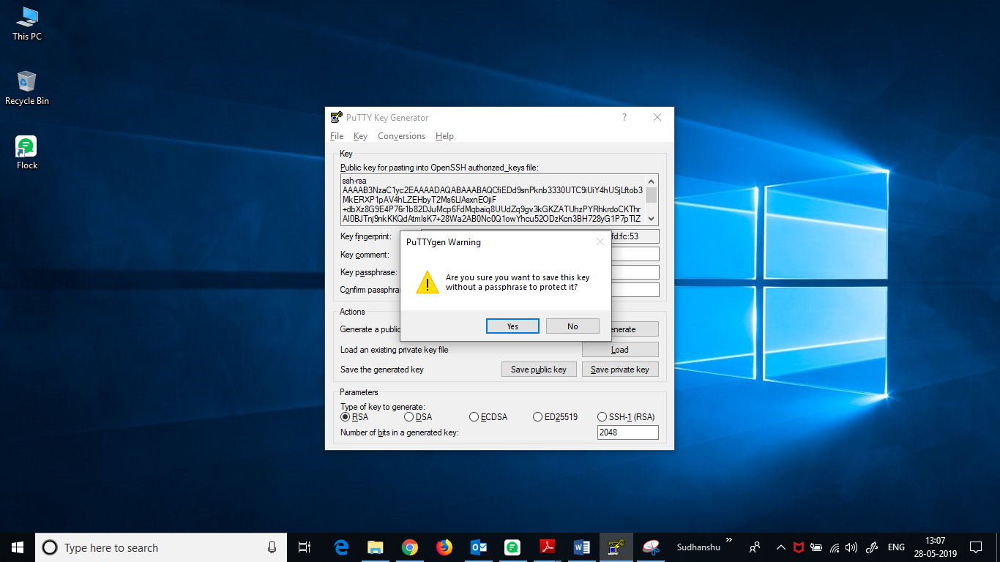 This PC
Recycle Bin
Flock
PuTTY Key Generator
?
File Key Conversions Help
Key
Public key for pasting into OpenSSH authorized_keys file:
ssh-rsa
AAAAB3NzaC1yc2EAAAADAQABAAABAQCfiEDd9snPknb3330UTC9iUiY4hUSjLftob3
MkERXP1pAV4hLZEHbyT2Ms6LIAsxnEOjiF
+dbXz8G9E4P76r1b82DJuMcp6FdMqbaiq8UUdZq9gv3kGKZATUhzPYRhkrdoCKThr
AI0BJTnj9nkKKQdAtmIsK7+28Wa2AB0Nc0Q1owYhcu52ODzKcn3BH728yG1P7pTIZ
Key fingerprint: fd:fc:53
Key comment:
Key passphrase:
Confirm passphra
PuTTYgen Warning
Are you sure you want to save this key
without a passphrase to protect it?
Yes No
Actions
Generate a public enerate
Load an existing private key file Load
Save the generated key Save public key Save private key
Parameters
Type of key to generate:
RSA DSA ECDSA ED25519 SSH-1 (RSA)
Number of bits in a generated key: 2048
Type here to search
Sudhanshu
ENG
13:07
28-05-2019